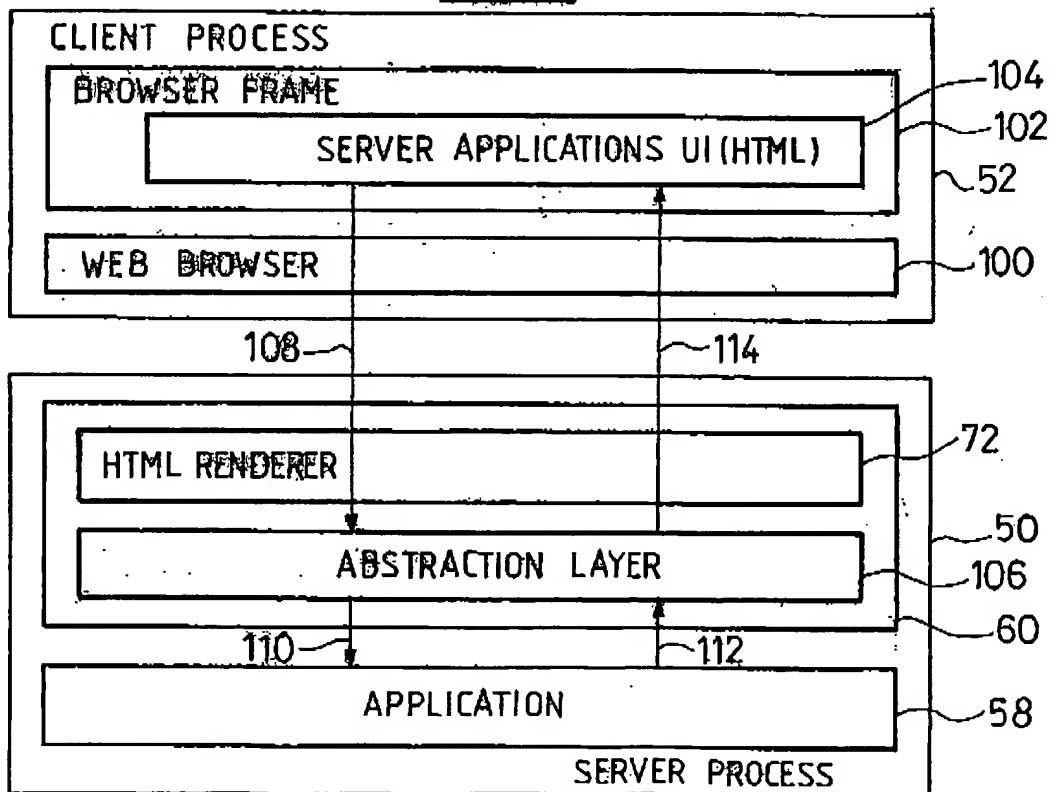 CLIENT PROCESS
BROWSER FRAME
104
SERVER APPLICATIONS UI (HTML)
102
52
WEB BROWSER
100
108
114
HTML RENDERER
72
50
ABSTRACTION LAYER
106
60
110
112
APPLICATION
58
SERVER PROCESS